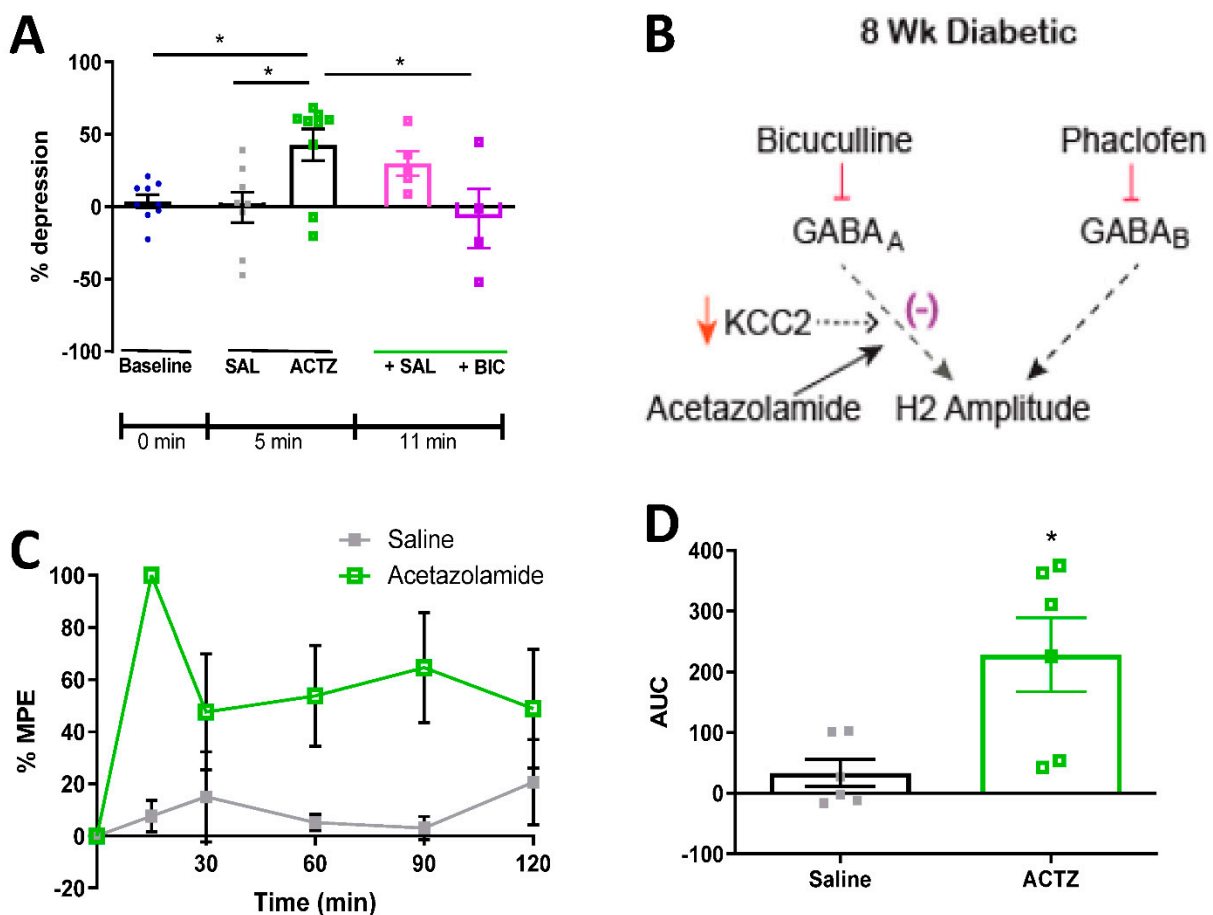 A
*
*
*
100
50
0
-50
-100
% depression
Baseline
SAL
ACTZ
+ SAL
+ BIC
0 min
5 min
11 min
B
8 Wk Diabetic
Bicuculline
Phaclofen
GABA A
GABA B
(-)
KCC2
Acetazolamide
H2 Amplitude
C
Saline
Acetazolamide
100
80
60
40
20
0
-20
% MPE
30
60
90
120
Time (min)
D
*
400
300
200
100
0
-100
AUC
Saline
ACTZ